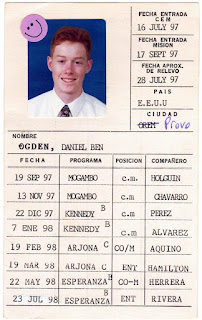 FECHA ENTRADA
CEM
16 JULY 97
FECHA ENTRADA
MISION
17 SEPT 97
FECHA APROX.
DE RELEVO
28 JULY 97
PAIS
E.E.U.U
CIUDAD
OREM Provo
NOMBRE
OGDEN, DANIEL BEN
FECHA PROGRAMA POSICION COMPAÑERO
19 SEP 97 MOGAMBO c.m. HOLGUIN
13 NOV 97 MOGAMBO c.m CHAVARRO
22 DIC 97 KENNEDY B c.m PEREZ
7 ENE 98 KENNEDY B c.m ALVAREZ
19 FEB 98 ARJONA C CO/M AQUINO
19 MAR 98 ARJONA C ENT HAMILTON
22 MAY 98 ESPERANZA B CO-M HERRERA
23 JUL 98 ESPERANZA B ENT RIVERA